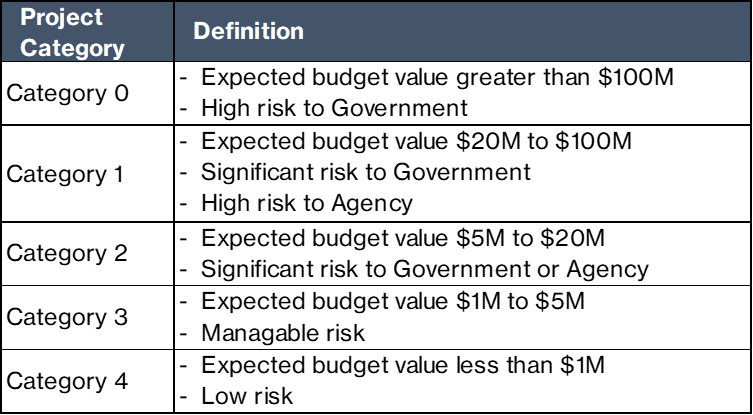 Project
Category
Definition
Category 0
- Expected budget value greater than $100M
- High risk to Government
Category 1
- Expected budget value $20M to $100M
- Significant risk to Government
- High risk to Agency
Category 2
- Expected budget value $5M to $20M
- Significant risk to Government or Agency
Category 3
- Expected budget value $1M to $5M
- Managable risk
Category 4
- Expected budget value less than $1M
- Low risk